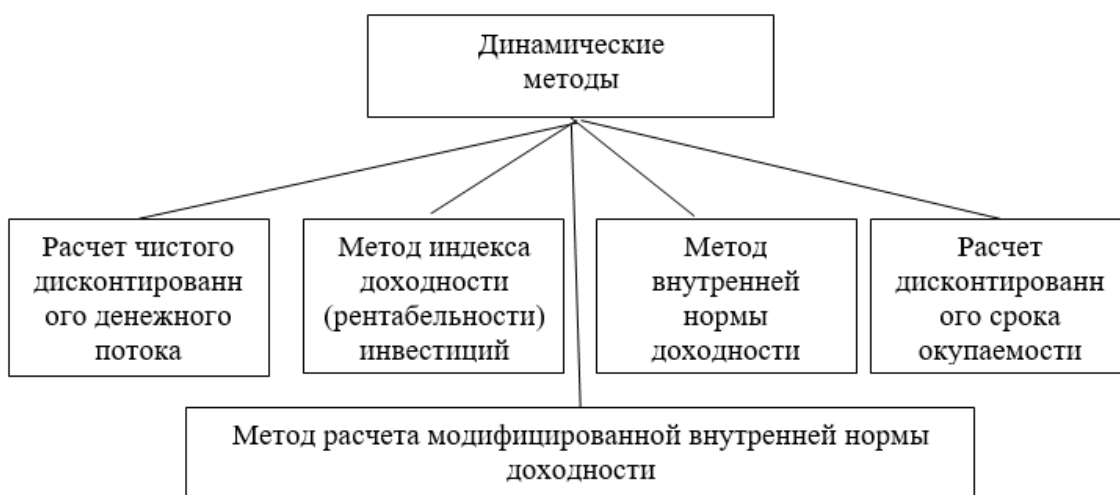 Динамические
методы
Расчет чистого
дисконтированн
ого денежного
потока
Метод индекса
доходности
(рентабельности)
инвестиций
Метод
внутренней
нормы
доходности
Расчет
дисконтированн
ого срока
окупаемости
Метод расчета модифицированной внутренней нормы
доходности